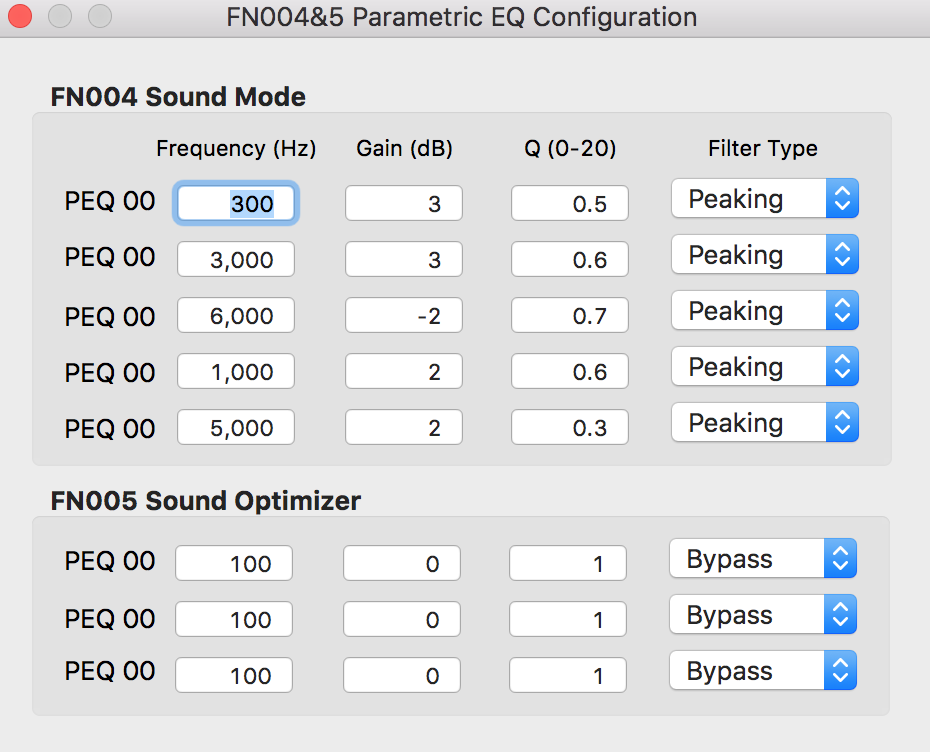 FN004&5 Parametric EQ Configuration
FN004 Sound Mode
Frequency (Hz) Gain (dB) Q (0-20) Filter Type
PEQ 00 300 3 0.5 Peaking
PEQ 00 3,000 3 0.6 Peaking
PEQ 00 6,000 -2 0.7 Peaking
PEQ 00 1,000 2 0.6 Peaking
PEQ 00 5,000 2 0.3 Peaking
FN005 Sound Optimizer
PEQ 00 100 0 1 Bypass
PEQ 00 100 0 1 Bypass
PEQ 00 100 0 1 Bypass